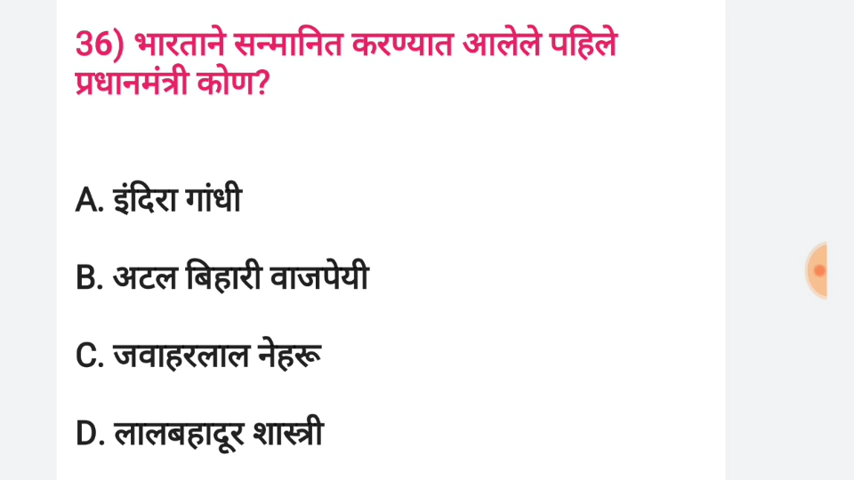 36) भारताने सन्मानित करण्यात आलेले पहिले
प्रधानमंत्री कोण?
A. इंदिरा गांधी
B. अटल बिहारी वाजपेयी
C. जवाहरलाल नेहरू
D. लालबहादूर शास्त्री